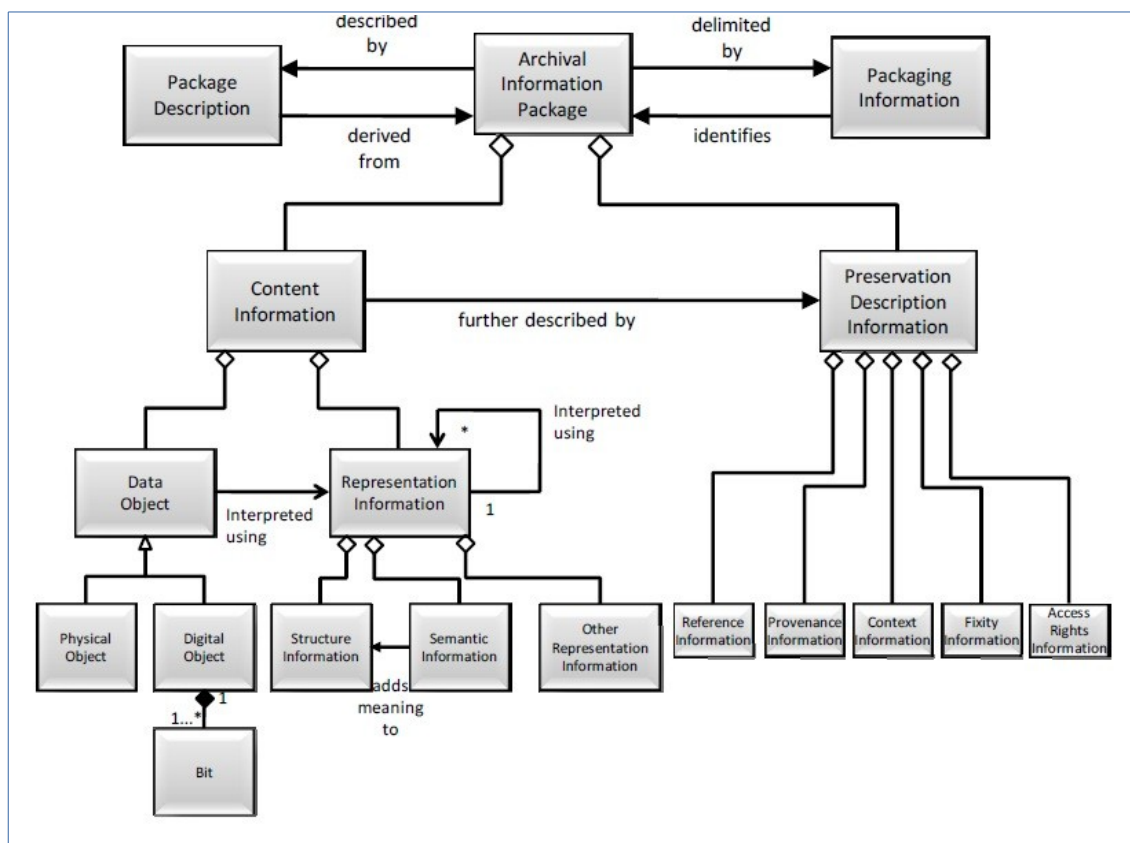 described
by
delimited
by
Package
Description
Archival
Information
Package
Packaging
Information
derived
from
identifies
Content
Information
further described by
Preservation
Description
Information
Interpreted
using
*
1
Data
Object
Interpreted
using
Representation
Information
Physical
Object
Digital
Object
Structure
Information
Semantic
Information
Other
Representation
Information
Reference
Information
Provenance
Information
Context
Information
Fixity
Information
Access
Rights
Information
adds
meaning
to
1
1...*
Bit